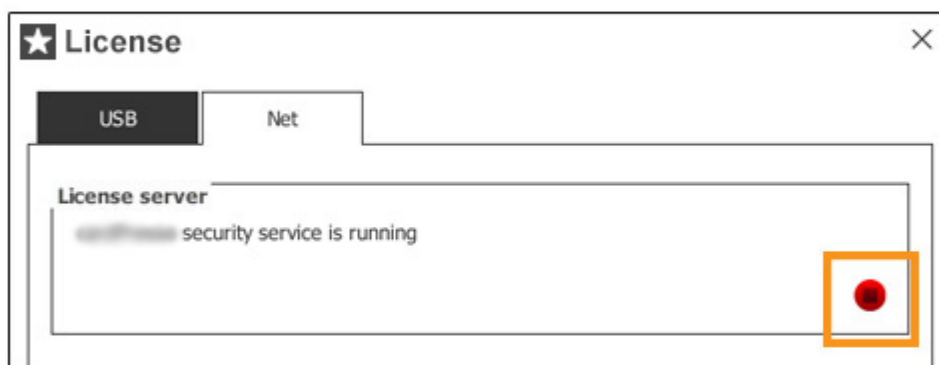 License
USB
Net
License server
security service is running